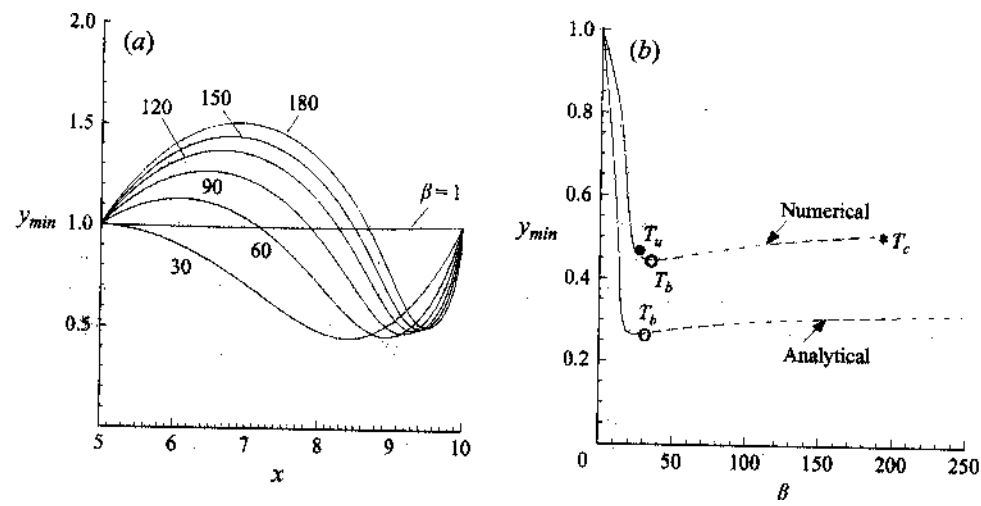 2.0
(a)
1.5
120
150
180
β = 1
y_min
1.0
90
60
30
0.5
5
6
7
8
9
10
x
1.0
(b)
0.8
0.6
y_min
Numerical
T_u
T_c
0.4
T_b
T_b
0.2
Analytical
0
50
100
150
200
250
β